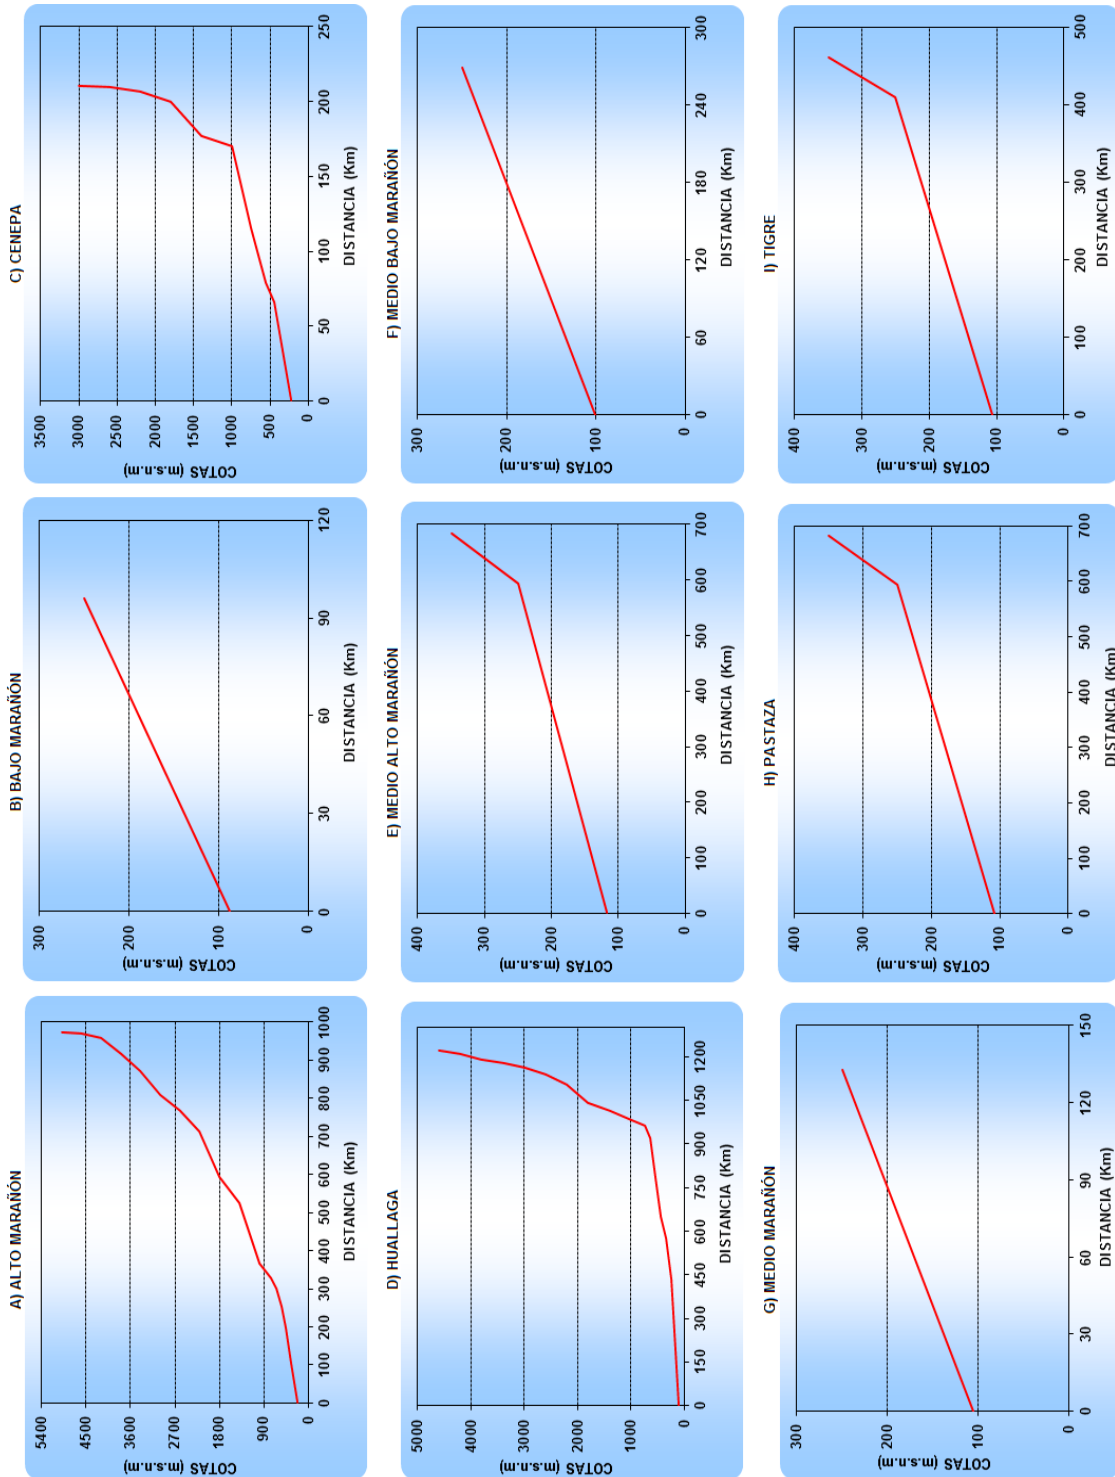 A) ALTO MARAÑÓN
COTAS (m.s.n.m)
5400
4500
3600
2700
1800
900
0
0 100 200 300 400 500 600 700 800 900 1000
DISTANCIA (Km)
B) BAJO MARAÑÓN
COTAS (m.s.n.m)
300
200
100
0
0 30 60 90 120
DISTANCIA (Km)
C) CENEPA
COTAS (m.s.n.m)
3500
3000
2500
2000
1500
1000
500
0
0 50 100 150 200 250
DISTANCIA (Km)
D) HUALLAGA
COTAS (m.s.n.m)
5000
4000
3000
2000
1000
0
0 150 300 450 600 750 900 1050 1200
DISTANCIA (Km)
E) MEDIO ALTO MARAÑÓN
COTAS (m.s.n.m)
400
300
200
100
0
0 100 200 300 400 500 600 700
DISTANCIA (Km)
F) MEDIO BAJO MARAÑÓN
COTAS (m.s.n.m)
300
200
100
0
0 60 120 180 240 300
DISTANCIA (Km)
G) MEDIO MARAÑÓN
COTAS (m.s.n.m)
300
200
100
0
0 30 60 90 120 150
DISTANCIA (Km)
H) PASTAZA
COTAS (m.s.n.m)
400
300
200
100
0
0 100 200 300 400 500 600 700
DISTANCIA (Km)
I) TIGRE
COTAS (m.s.n.m)
400
300
200
100
0
0 100 200 300 400 500
DISTANCIA (Km)